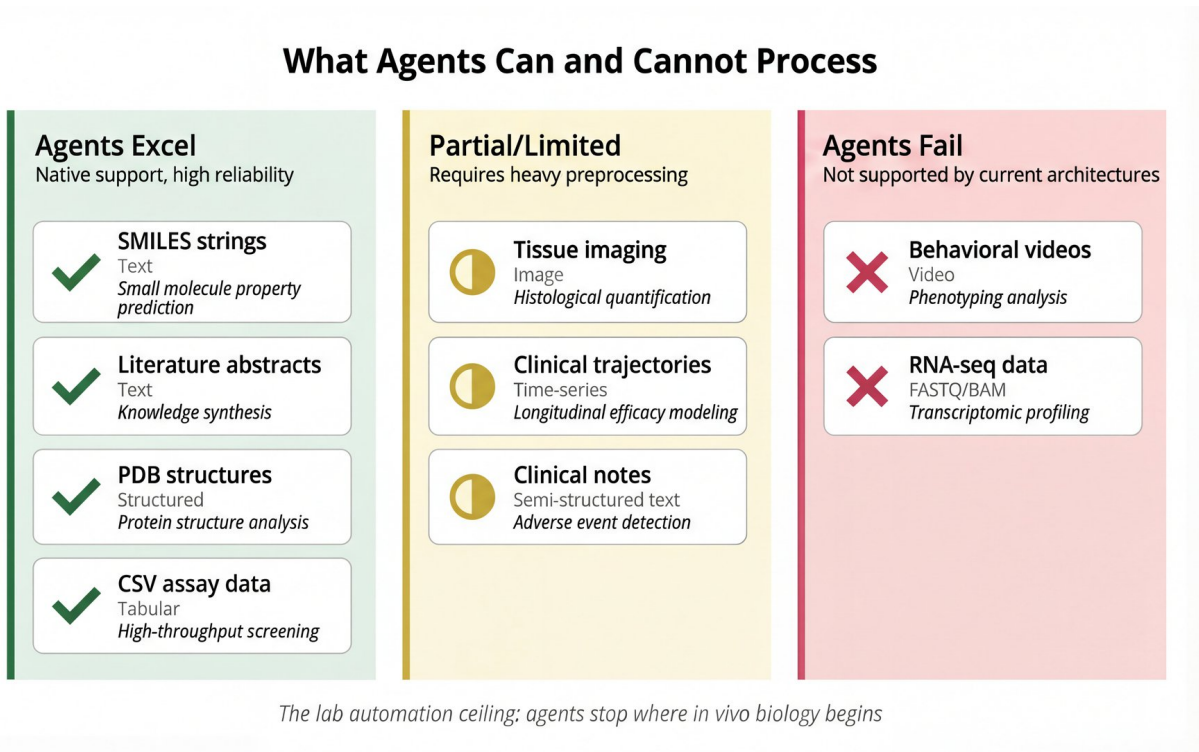 What Agents Can and Cannot Process
Agents Excel
Native support, high reliability
SMILES strings
Text
Small molecule property
prediction
Literature abstracts
Text
Knowledge synthesis
PDB structures
Structured
Protein structure analysis
CSV assay data
Tabular
High-throughput screening
Partial/Limited
Requires heavy preprocessing
Tissue imaging
Image
Histological quantification
Clinical trajectories
Time-series
Longitudinal efficacy modeling
Clinical notes
Semi-structured text
Adverse event detection
Agents Fail
Not supported by current architectures
Behavioral videos
Video
Phenotyping analysis
RNA-seq data
FASTQ/BAM
Transcriptomic profiling
The lab automation ceiling: agents stop where in vivo biology begins